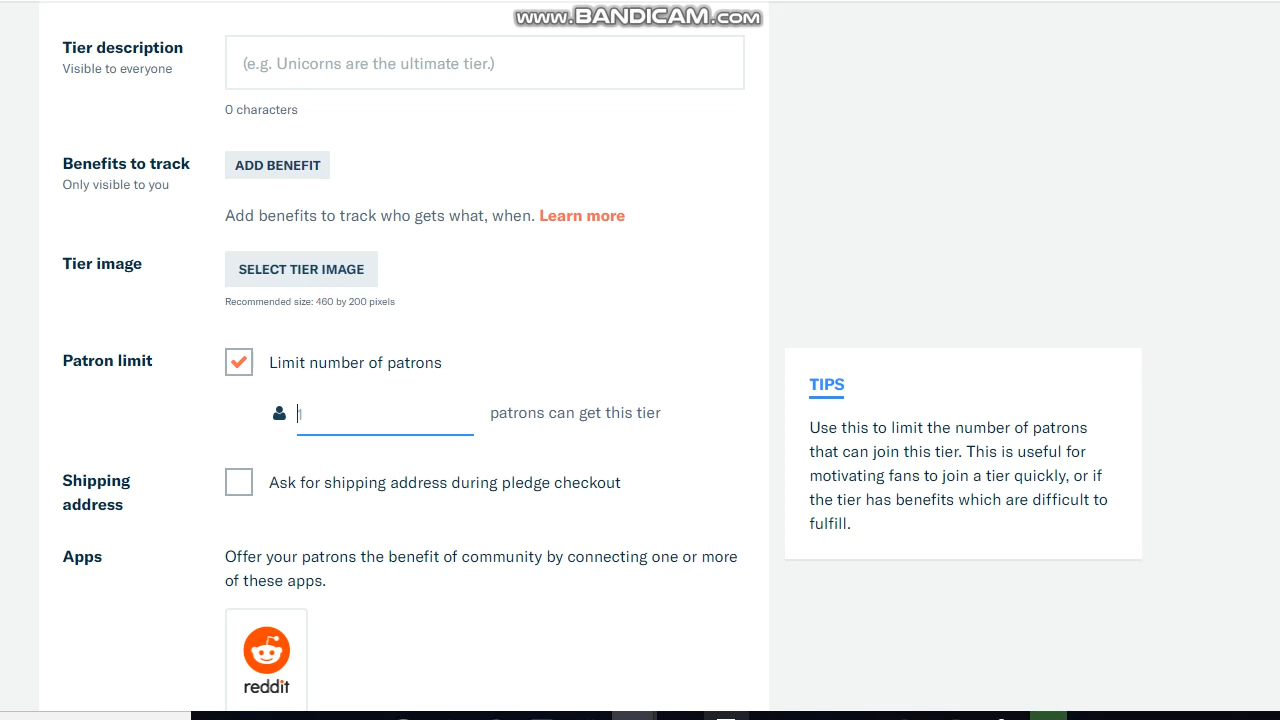 www.BANDICAM.com
Tier description
Visible to everyone
(e.g. Unicorns are the ultimate tier.)
0 characters
Benefits to track
Only visible to you
ADD BENEFIT
Add benefits to track who gets what, when. Learn more
Tier image
SELECT TIER IMAGE
Recommended size: 460 by 200 pixels
Patron limit
Limit number of patrons
1
patrons can get this tier
Shipping
address
Ask for shipping address during pledge checkout
Apps
Offer your patrons the benefit of community by connecting one or more
of these apps.
reddit
TIPS
Use this to limit the number of patrons
that can join this tier. This is useful for
motivating fans to join a tier quickly, or if
the tier has benefits which are difficult to
fulfill.